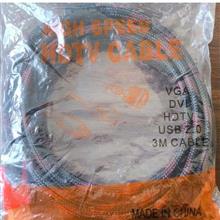 HIGH SPEED
HDTV CABLE
VGA
DVI
HDTV
USB 2.0
3M CABLE
MADE IN CHINA